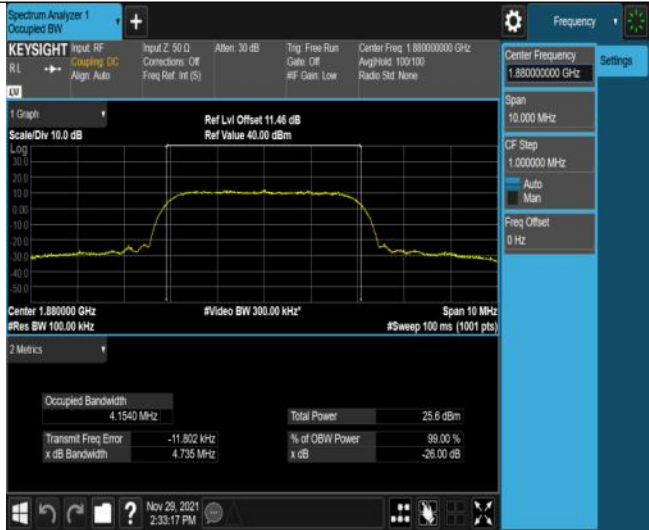 Spectrum Analyzer 1
Occupied BW
+
Frequency
KEYSIGHT Input: RF Input Z: 50 Ω Atten: 30 dB Trig: Free Run Center Freq: 1.880000000 GHz
RL Coupling: DC Corrections: Off Gate: Off Avg|Hold: 100/100
Align: Auto Freq Ref: Int (S) #IF Gain: Low Radio Std: None
LV
Center Frequency
1.880000000 GHz
Settings
Span
10.000 MHz
CF Step
1.000000 MHz
Auto
Man
Freq Offset
0 Hz
1 Graph
Ref Lvl Offset 11.46 dB
Scale/Div 10.0 dB Ref Value 40.00 dBm
Log
30.0
20.0
10.0
0.00
-10.0
-20.0
-30.0
-40.0
-50.0
Center 1.880000 GHz #Video BW 300.00 kHz* Span 10 MHz
#Res BW 100.00 kHz #Sweep 100 ms (1001 pts)
2 Metrics
Occupied Bandwidth
4.1540 MHz Total Power 25.6 dBm
Transmit Freq Error -11.802 kHz % of OBW Power 99.00 %
x dB Bandwidth 4.735 MHz x dB -26.00 dB
? Nov 29, 2021
2:33:17 PM